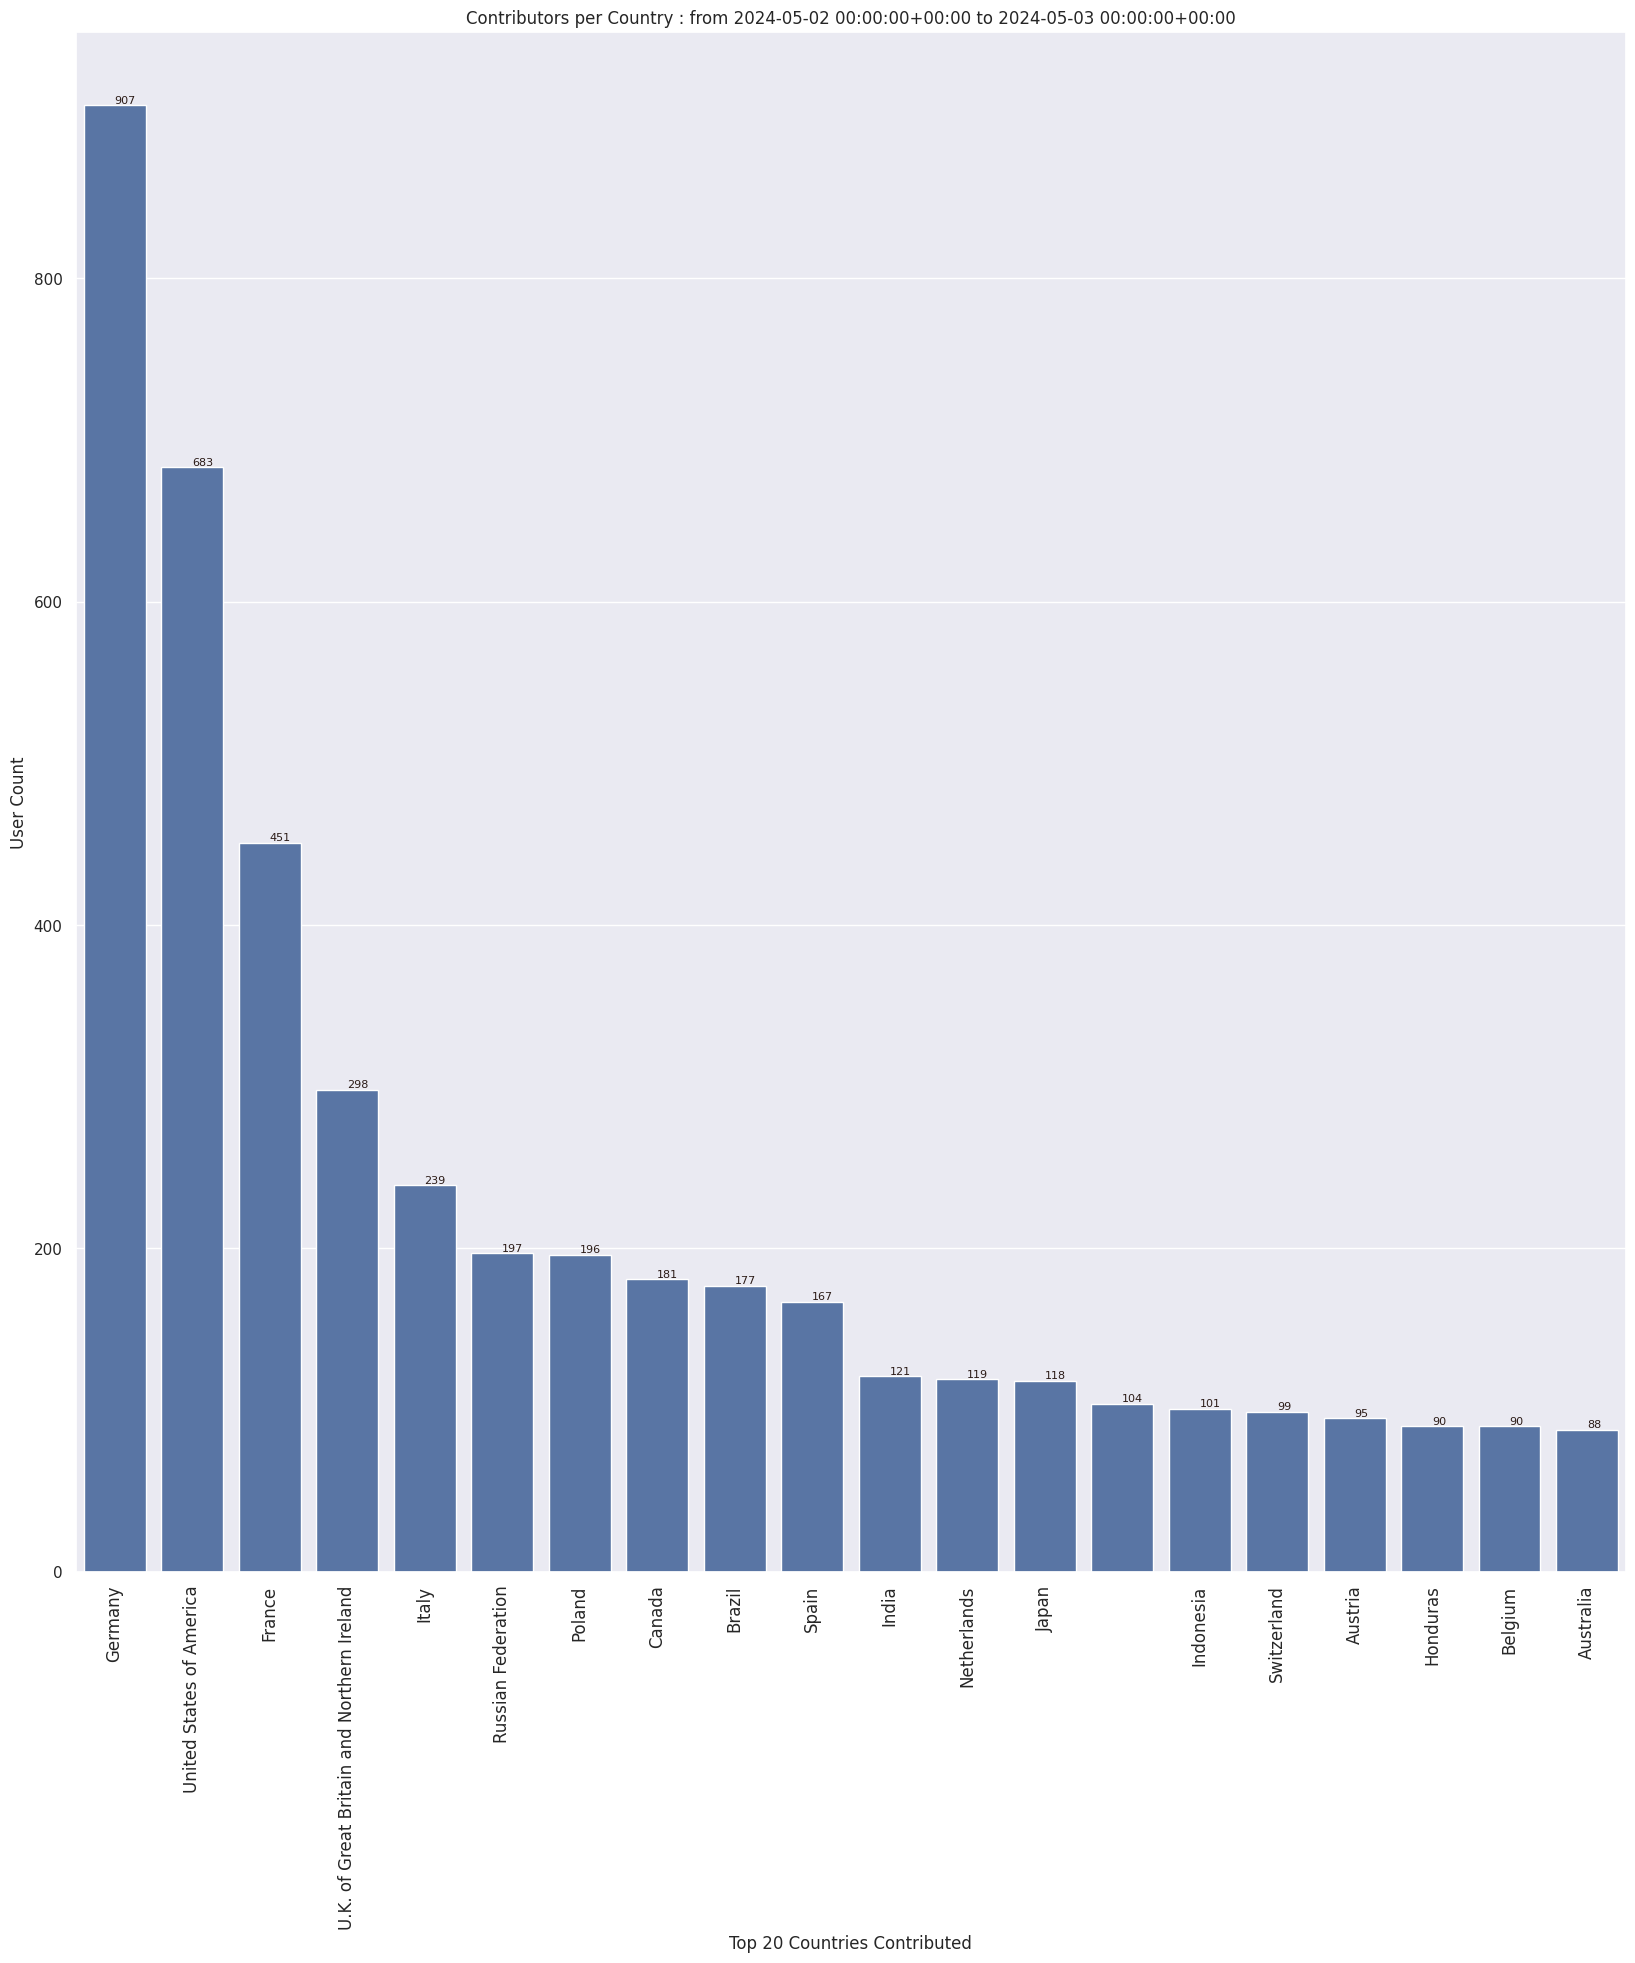 Contributors per Country : from 2024-05-02 00:00:00+00:00 to 2024-05-03 00:00:00+00:00
User Count
800
600
400
200
0
907
683
451
298
239
197
196
181
177
167
121
119
118
104
101
99
95
90
90
88
Germany
United States of America
France
U.K. of Great Britain and Northern Ireland
Italy
Russian Federation
Poland
Canada
Brazil
Spain
India
Netherlands
Japan
Indonesia
Switzerland
Austria
Honduras
Belgium
Australia
Top 20 Countries Contributed